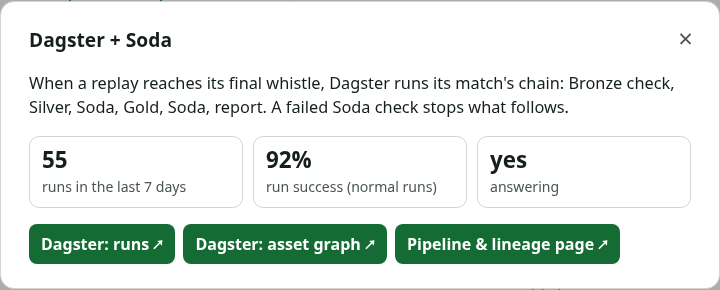 Dagster + Soda
×
When a replay reaches its final whistle, Dagster runs its match's chain: Bronze check,
Silver, Soda, Gold, Soda, report. A failed Soda check stops what follows.
55
runs in the last 7 days
92%
run success (normal runs)
yes
answering
Dagster: runs ↗
Dagster: asset graph ↗
Pipeline & lineage page ↗